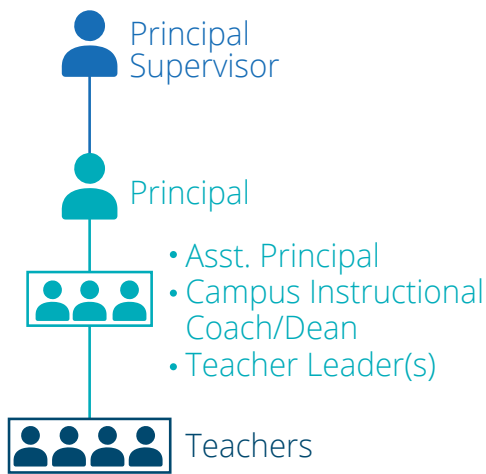 Principal
Supervisor
Principal
• Asst. Principal
• Campus Instructional
Coach/Dean
• Teacher Leader(s)
Teachers